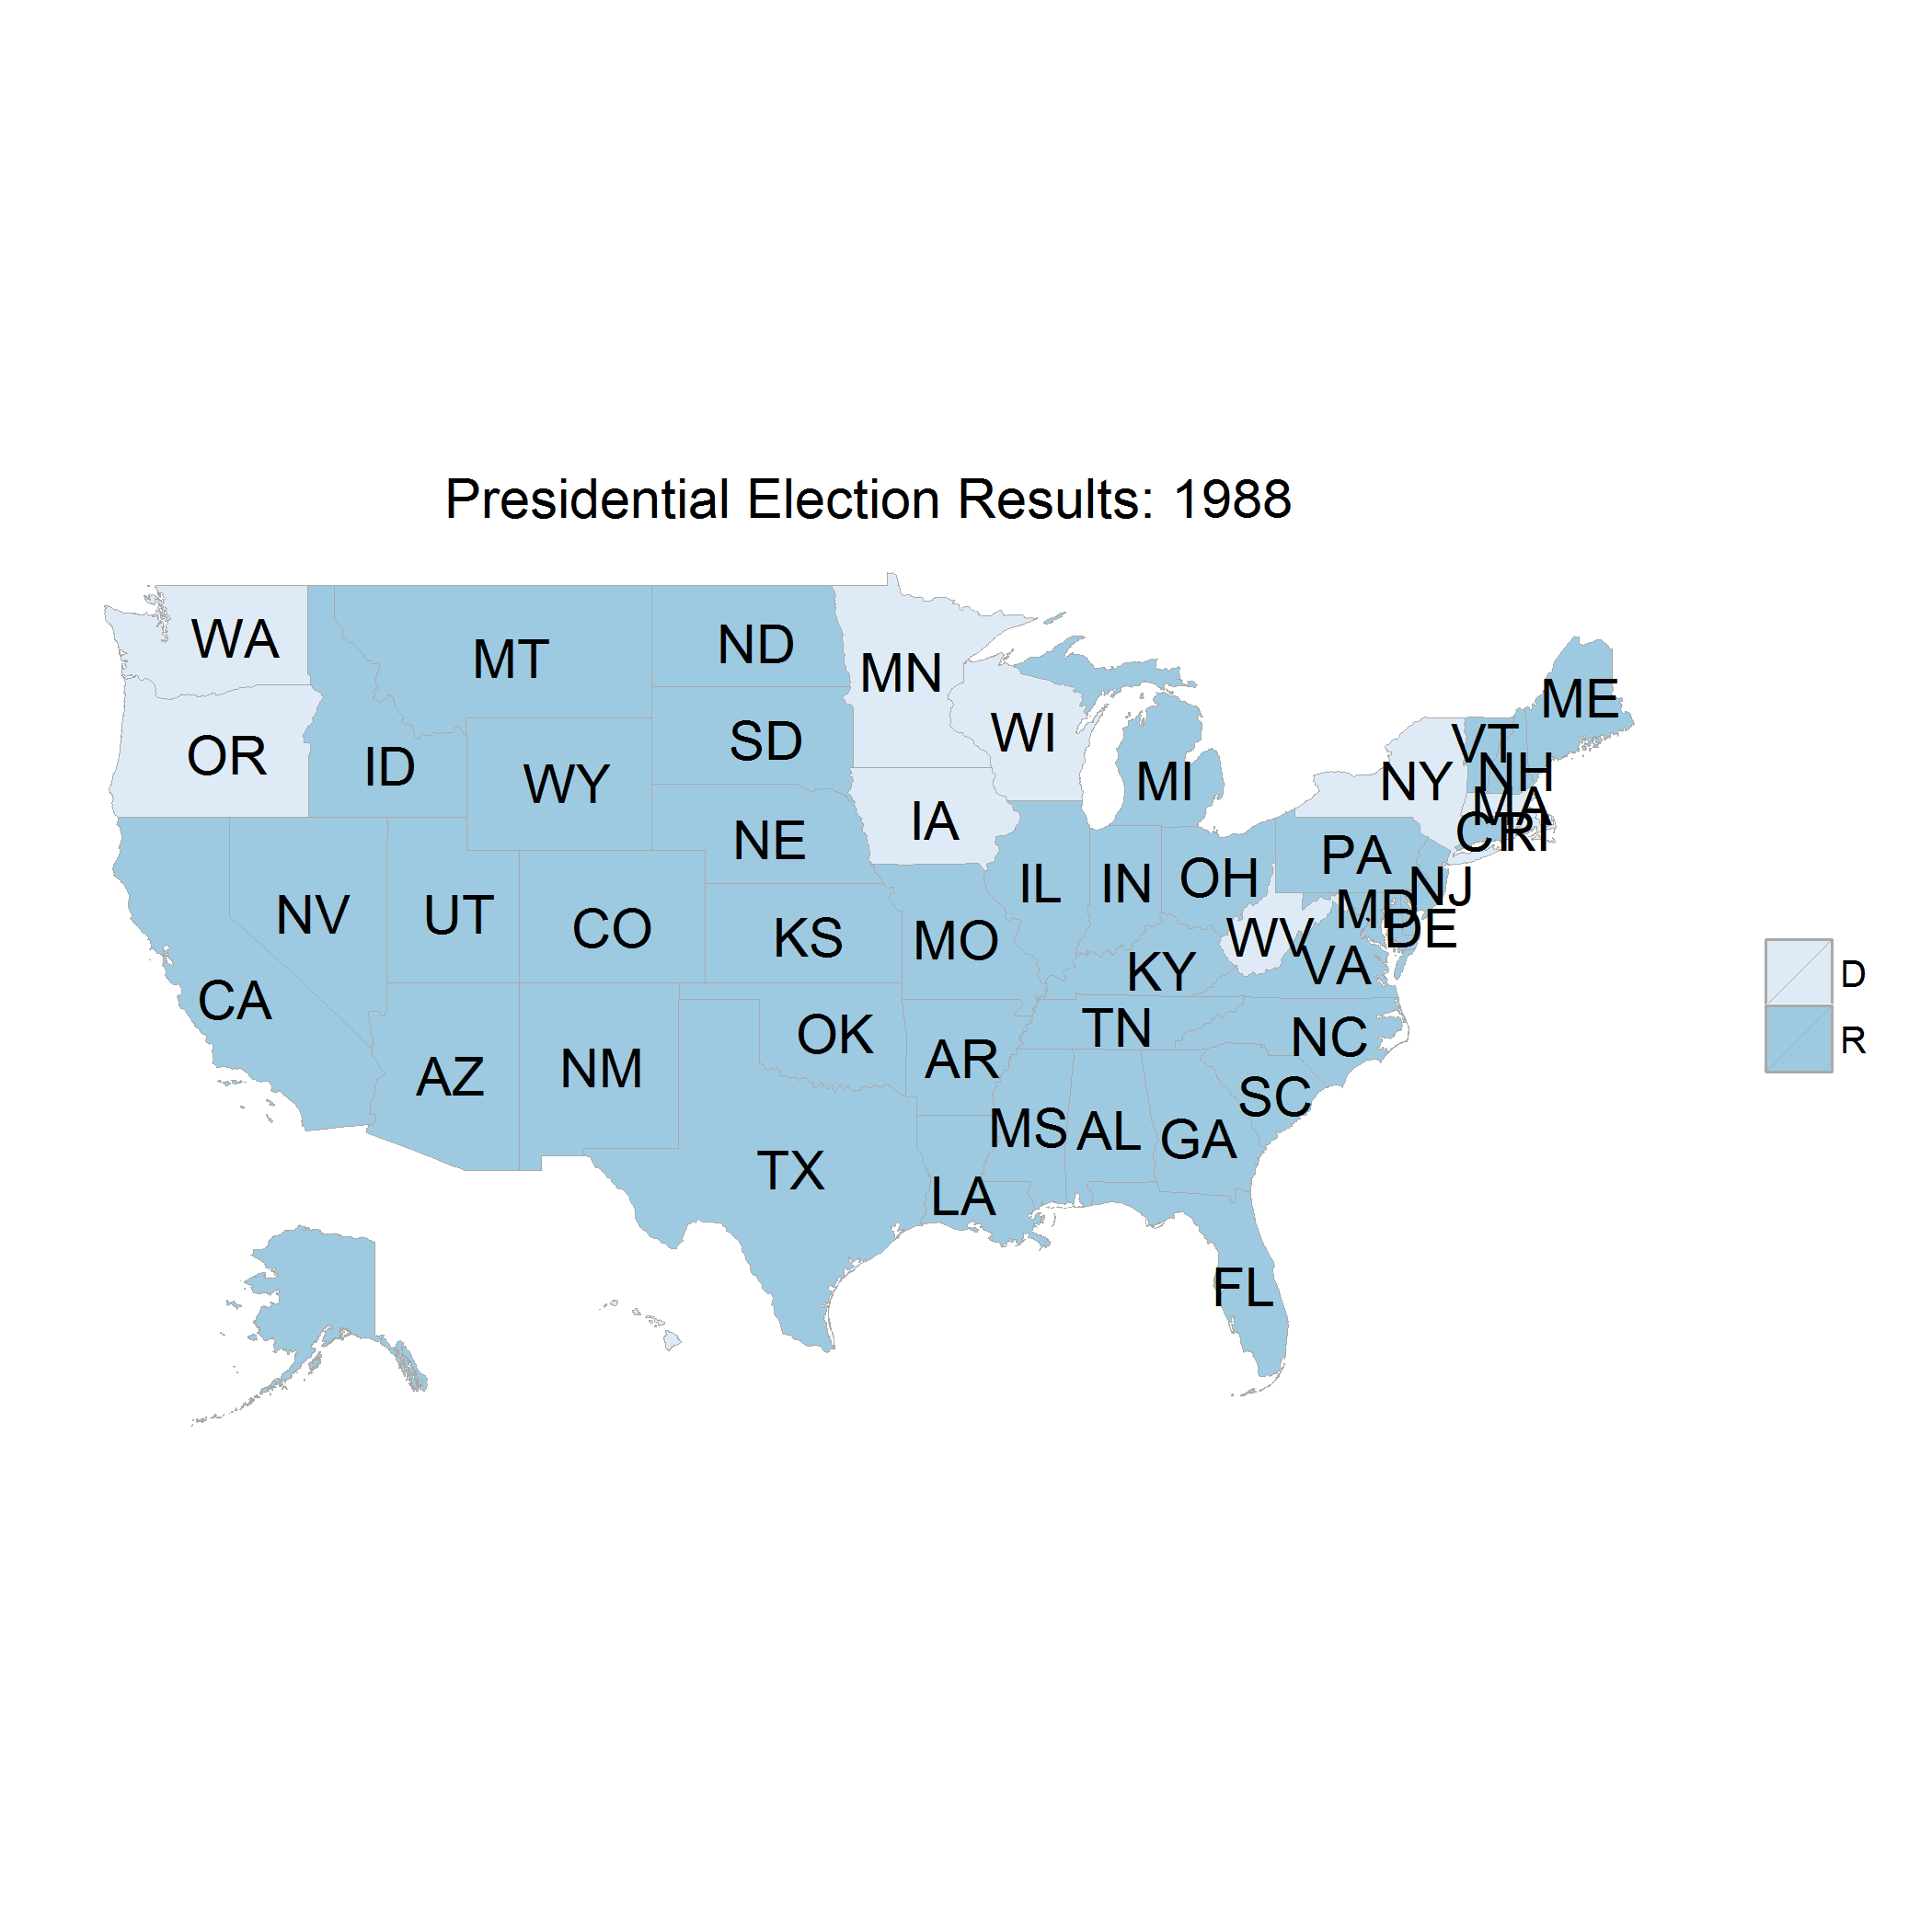 Presidential Election Results: 1988
WA
MT
ND
MN
ME
OR
ID
WY
SD
WI
MI
NY
VT
NH
MA
CT
RI
NE
IA
PA
NJ
NV
UT
CO
KS
MO
IL
IN
OH
MD
DE
WV
VA
KY
CA
AZ
NM
OK
AR
TN
NC
SC
TX
LA
MS
AL
GA
FL
D
R